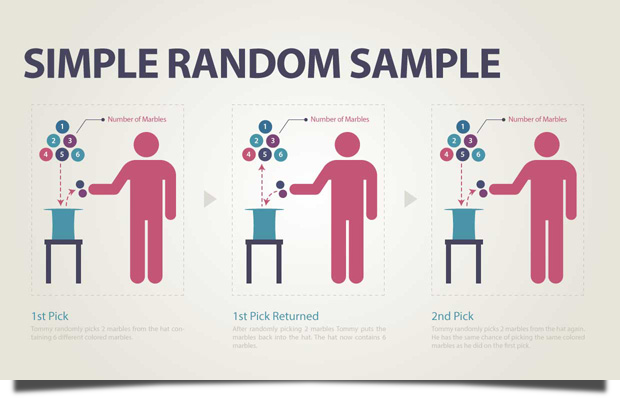 SIMPLE RANDOM SAMPLE
1
2 3
4 5 6
Number of Marbles
1
2 3
4 5 6
Number of Marbles
1
2 3
4 5 6
Number of Marbles
1st Pick
Tommy randomly picks 2 marbles from the hat con-
taining 6 different colored marbles.
1st Pick Returned
After randomly picking 2 marbles Tommy puts the
marbles back into the hat. The hat now contains 6
marbles.
2nd Pick
Tommy randomly picks 2 marbles from the hat again.
He has the same chance of picking the same colored
marbles as he did on the first pick.